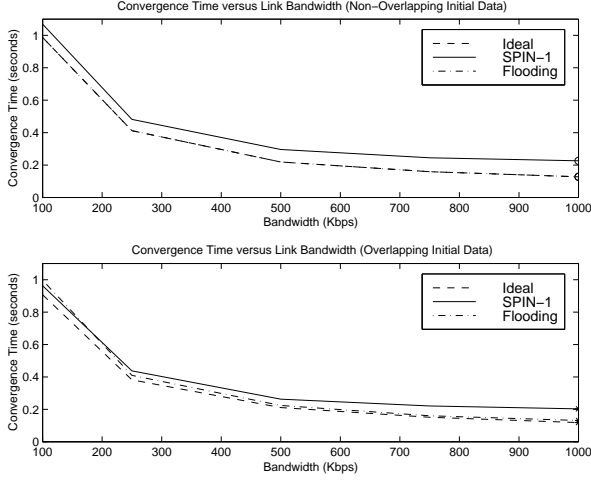 Convergence Time versus Link Bandwidth (Non-Overlapping Initial Data)
Convergence Time (seconds)
1
0.8
0.6
0.4
0.2
0
Ideal
SPIN-1
Flooding
100 200 300 400 500 600 700 800 900 1000
Bandwidth (Kbps)
Convergence Time versus Link Bandwidth (Overlapping Initial Data)
Convergence Time (seconds)
1
0.8
0.6
0.4
0.2
0
Ideal
SPIN-1
Flooding
100 200 300 400 500 600 700 800 900 1000
Bandwidth (Kbps)